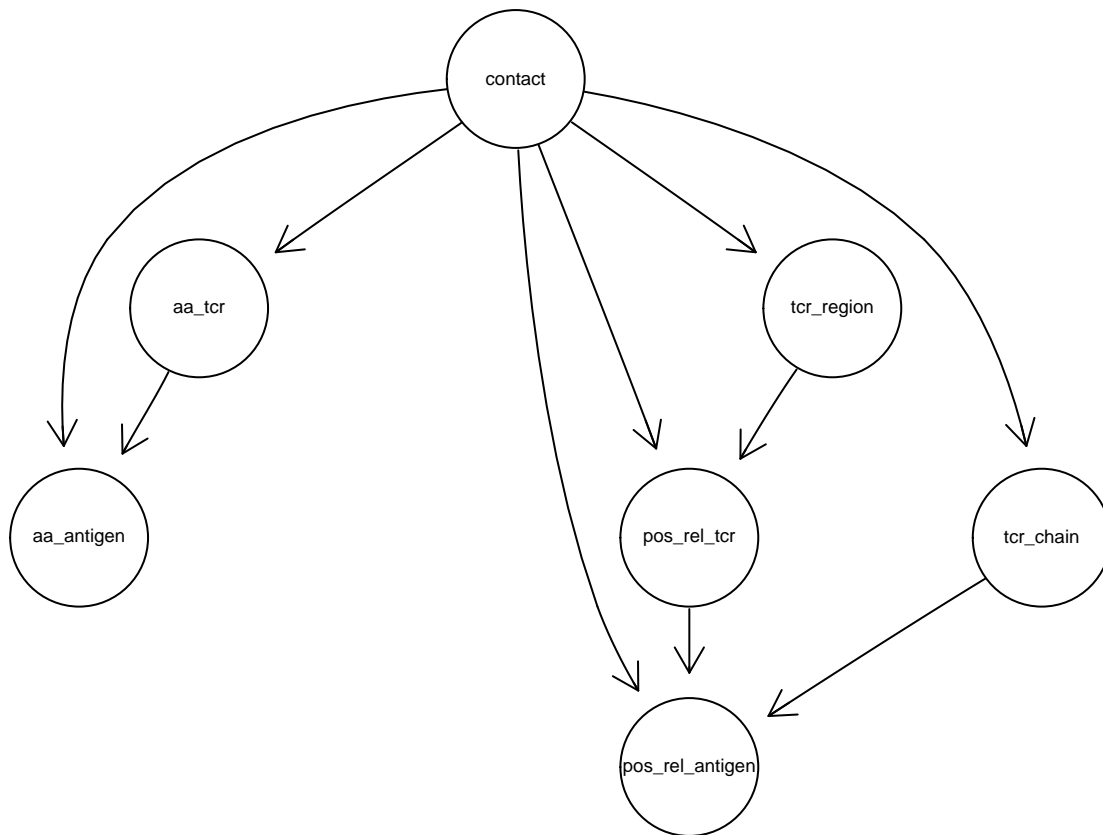 contact
aa_tcr
tcr_region
aa_antigen
pos_rel_tcr
tcr_chain
pos_rel_antigen